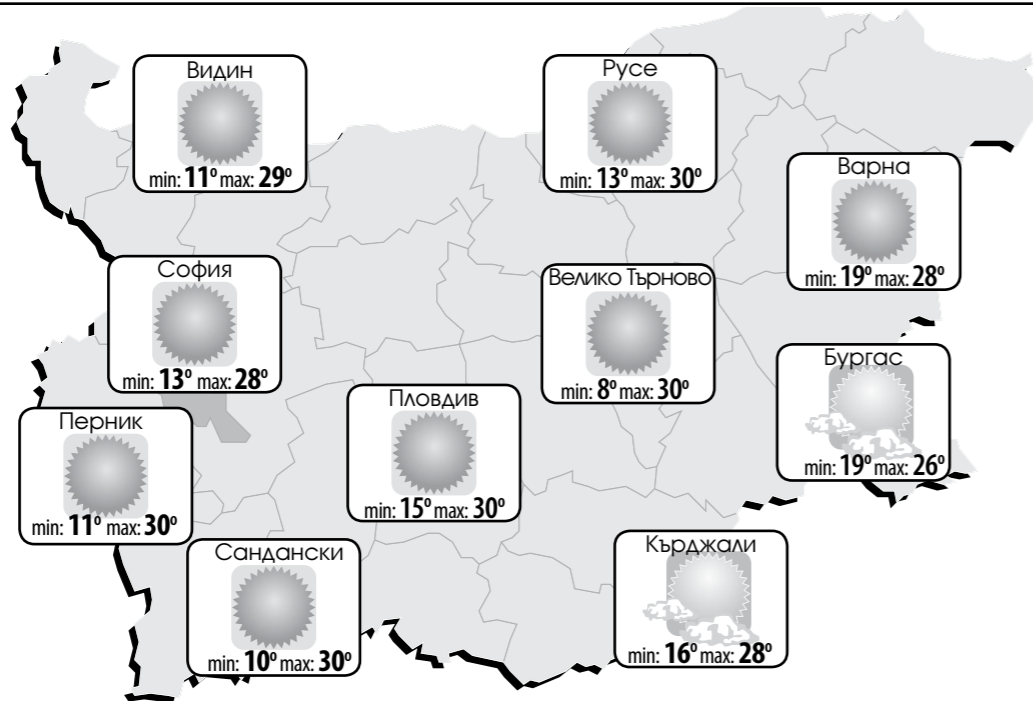 Видин
min: 11° max: 29°
Русе
min: 13° max: 30°
Варна
min: 19° max: 28°
София
min: 13° max: 28°
Велико Търново
min: 8° max: 30°
Бургас
min: 19° max: 26°
Пловдив
min: 15° max: 30°
Перник
min: 11° max: 30°
Сандански
min: 10° max: 30°
Кърджали
min: 16° max: 28°